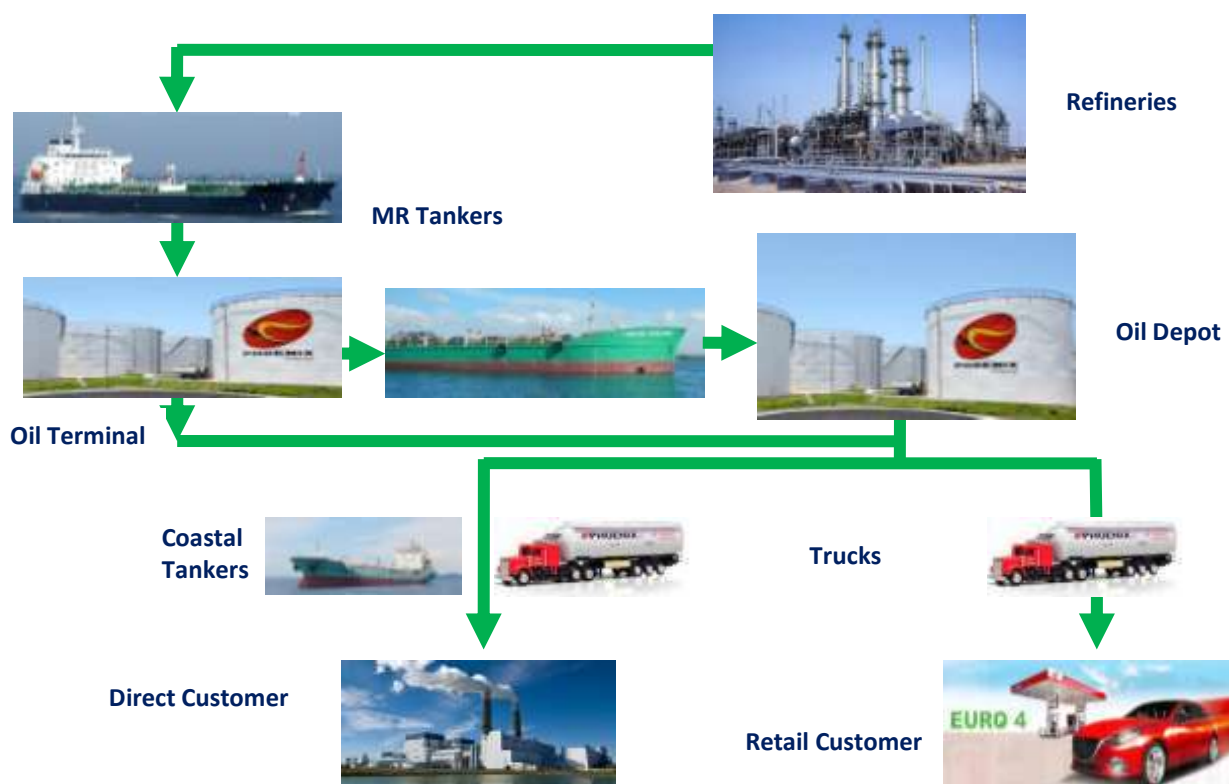 Refineries
MR Tankers
Oil Depot
Oil Terminal
Coastal
Tankers
Trucks
Direct Customer
EURO 4
Retail Customer